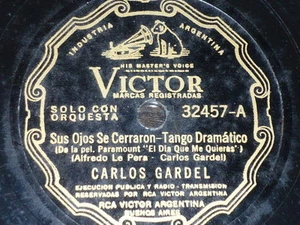 INDUSTRIA ARGENTINA
"HIS MASTER'S VOICE"
VICTOR
MARCAS REGISTRADAS
SOLO CON
ORQUESTA
32457-A
Sus Ojos Se Cerraron-Tango Dramático
(De la pel. Paramount "El Día Que Me Quieras")
(Alfredo Le Pera - Carlos Gardel)
CARLOS GARDEL
EJECUCION PUBLICA Y RADIO-TRANSMISION
RESERVADAS POR RCA VICTOR ARGENTINA
RCA VICTOR ARGENTINA
BUENOS AIRES